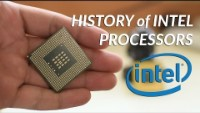 HISTORY of INTEL
PROCESSORS
intel